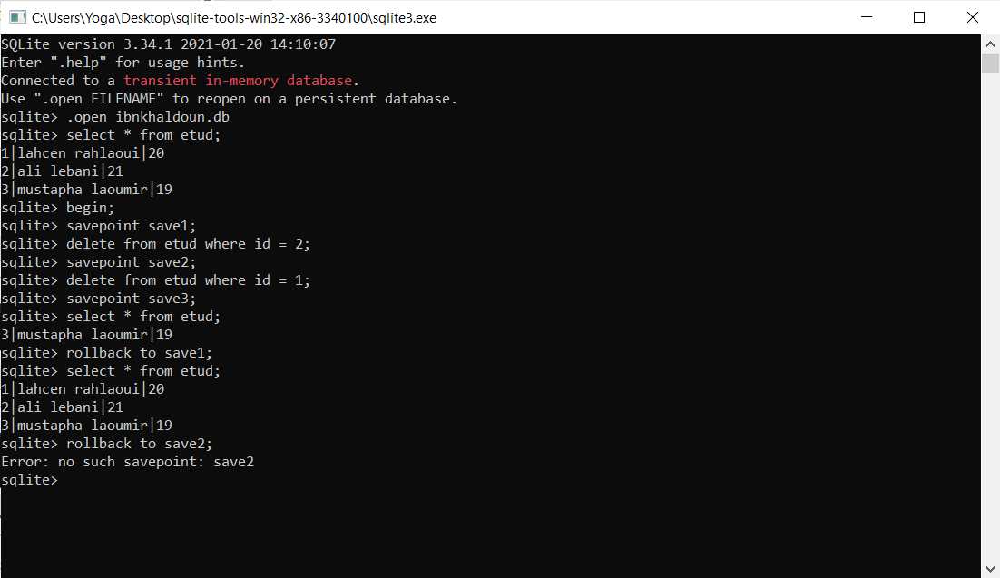 C:\Users\Yoga\Desktop\sqlite-tools-win32-x86-3340100\sqlite3.exe
SQLite version 3.34.1 2021-01-20 14:10:07
Enter ".help" for usage hints.
Connected to a transient in-memory database.
Use ".open FILENAME" to reopen on a persistent database.
sqlite> .open ibnkhaldoun.db
sqlite> select * from etud;
1|lahcen rahlaoui|20
2|ali lebani|21
3|mustapha laoumir|19
sqlite> begin;
sqlite> savepoint save1;
sqlite> delete from etud where id = 2;
sqlite> savepoint save2;
sqlite> delete from etud where id = 1;
sqlite> savepoint save3;
sqlite> select * from etud;
3|mustapha laoumir|19
sqlite> rollback to save1;
sqlite> select * from etud;
1|lahcen rahlaoui|20
2|ali lebani|21
3|mustapha laoumir|19
sqlite> rollback to save2;
Error: no such savepoint: save2
sqlite>